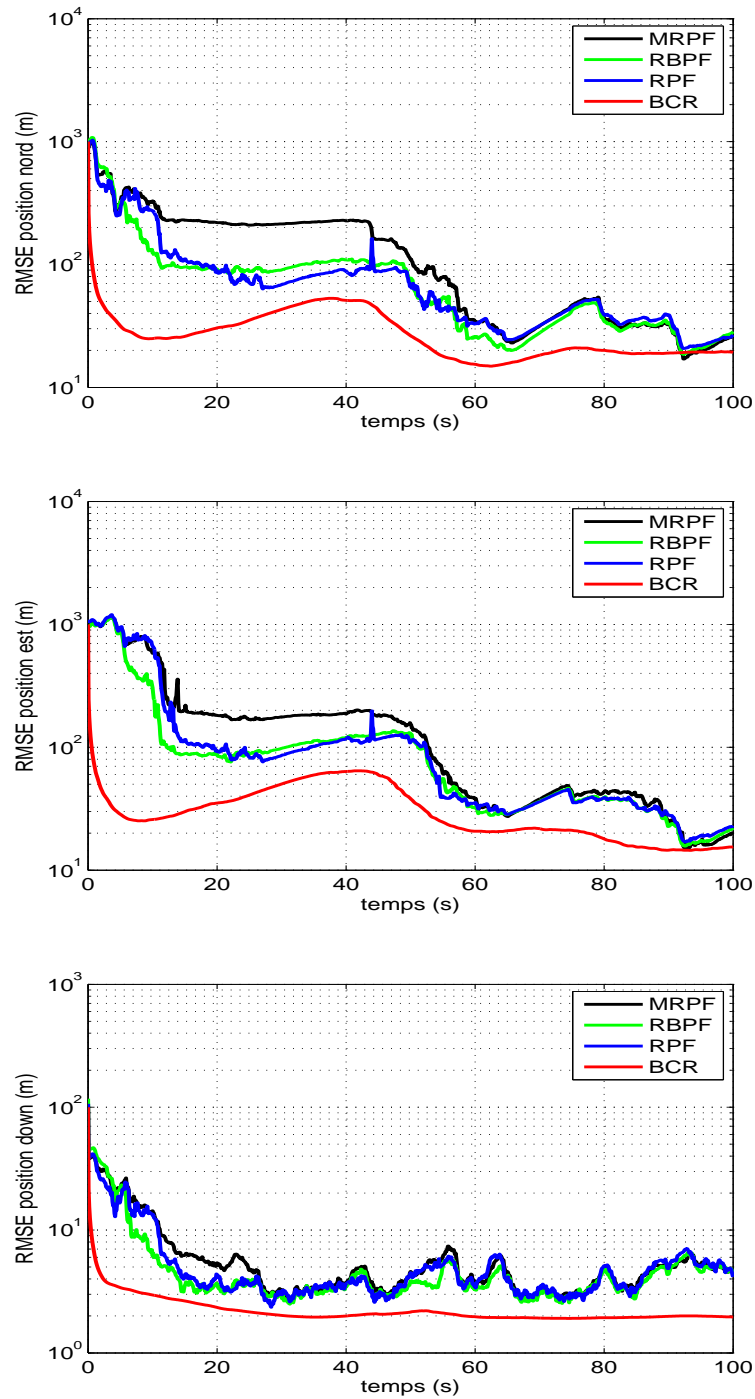 10^4
10^3
10^2
10^1
RMSE position nord (m)
MRPF
RBPF
RPF
BCR
0
20
40
60
80
100
temps (s)
10^4
10^3
10^2
10^1
RMSE position est (m)
MRPF
RBPF
RPF
BCR
0
20
40
60
80
100
temps (s)
10^3
10^2
10^1
10^0
RMSE position down (m)
MRPF
RBPF
RPF
BCR
0
20
40
60
80
100
temps (s)